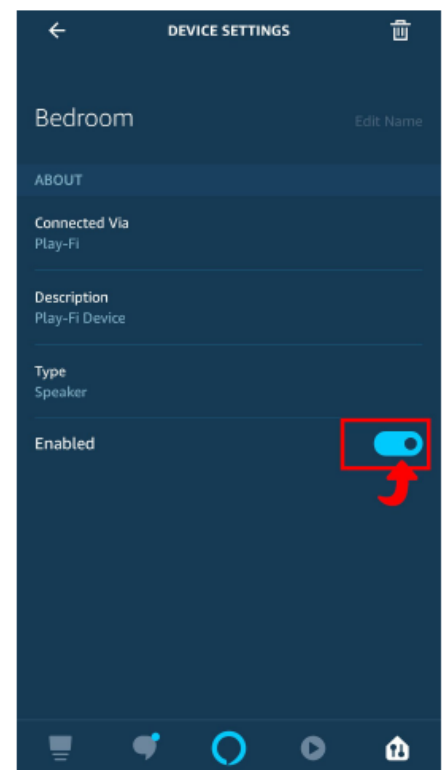 DEVICE SETTINGS
Bedroom
Edit Name
ABOUT
Connected Via
Play-Fi
Description
Play-Fi Device
Type
Speaker
Enabled